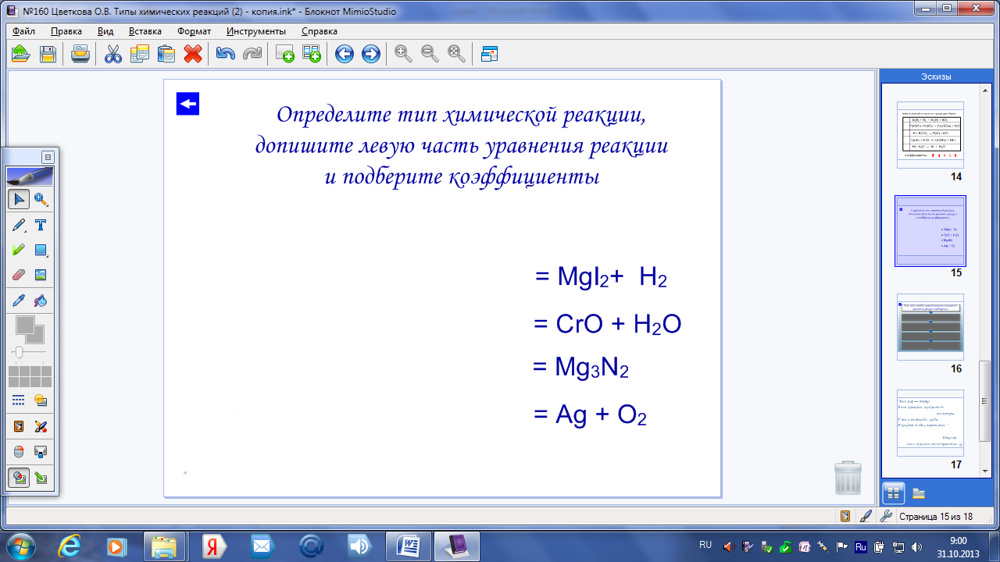 №160 Цветкова О.В. Типы химических реакций (2) - копия.ink* - Блокнот MimioStudio
Файл Правка Вид Вставка Формат Инструменты Справка
Эскизы
Определите тип химической реакции,
допишите левую часть уравнения реакции
и подберите коэффициенты
= MgI₂+ H₂
= CrO + H₂O
= Mg₃N₂
= Ag + O₂
14
15
16
17
Страница 15 из 18
RU
Ru
9:00
31.10.2013